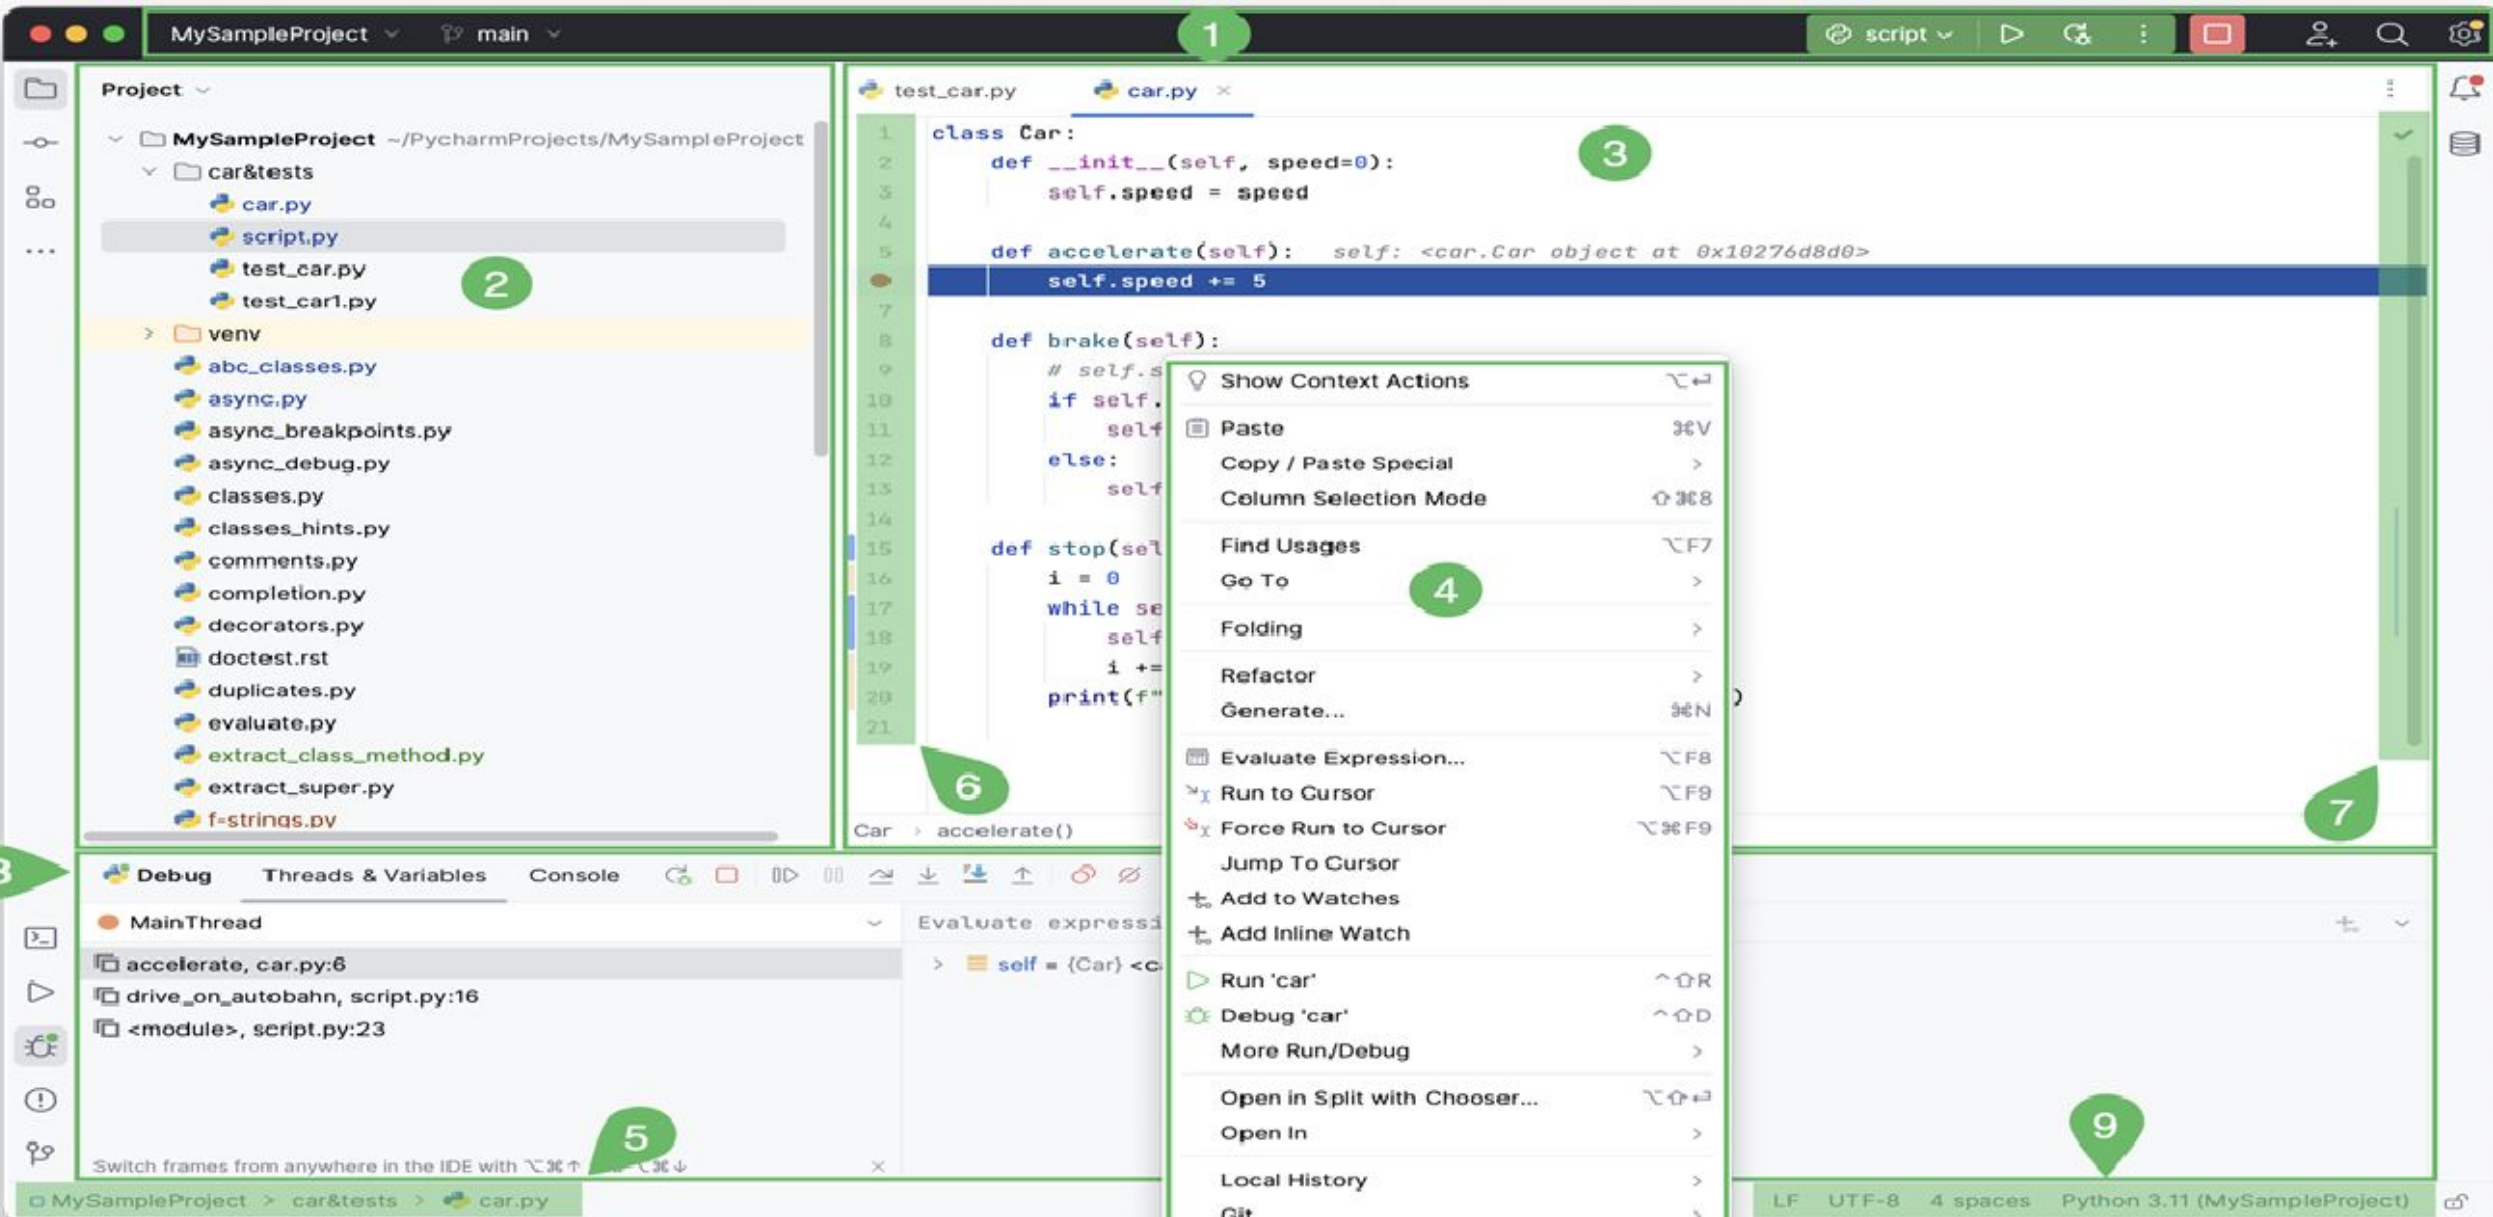 MySampleProject main 1 script
Project
MySampleProject ~/PycharmProjects/MySampleProject
car&tests
car.py
script.py
test_car.py
test_car1.py
2
venv
abc_classes.py
async.py
async_breakpoints.py
async_debug.py
classes.py
classes_hints.py
comments.py
completion.py
decorators.py
doctest.rst
duplicates.py
evaluate.py
extract_class_method.py
extract_super.py
f-strings.py
test_car.py car.py
3
1 class Car:
2 def __init__(self, speed=0):
3 self.speed = speed
4
5 def accelerate(self): self: <car.Car object at 0x10276d8d0>
self.speed += 5
7
8 def brake(self):
9 # self.s
10 if self.
11 self
12 else:
13 self
14
15 def stop(sel
16 i = 0
17 while se
18 self
19 i +=
20 print(f" )
21
6
7
Car > accelerate()
Show Context Actions ⌥⏎
Paste ⌘V
Copy / Paste Special >
Column Selection Mode ⇧⌘8
Find Usages ⌥F7
Go To >
4
Folding >
Refactor >
Generate... ⌘N
Evaluate Expression... ⌥F8
Run to Cursor ⌥F9
Force Run to Cursor ⌥⌘F9
Jump To Cursor
Add to Watches
Add Inline Watch
Run 'car' ^⇧R
Debug 'car' ^⇧D
More Run/Debug >
Open in Split with Chooser... ⌥⇧⏎
Open In >
Local History >
Git >
Debug Threads & Variables Console
MainThread
Evaluate expressi
accelerate, car.py:6
drive_on_autobahn, script.py:16
<module>, script.py:23
self = {Car} <c
5
9
Switch frames from anywhere in the IDE with ⌥⌘↑ ⌥⌘↓
MySampleProject > car&tests > car.py
LF UTF-8 4 spaces Python 3.11 (MySampleProject)